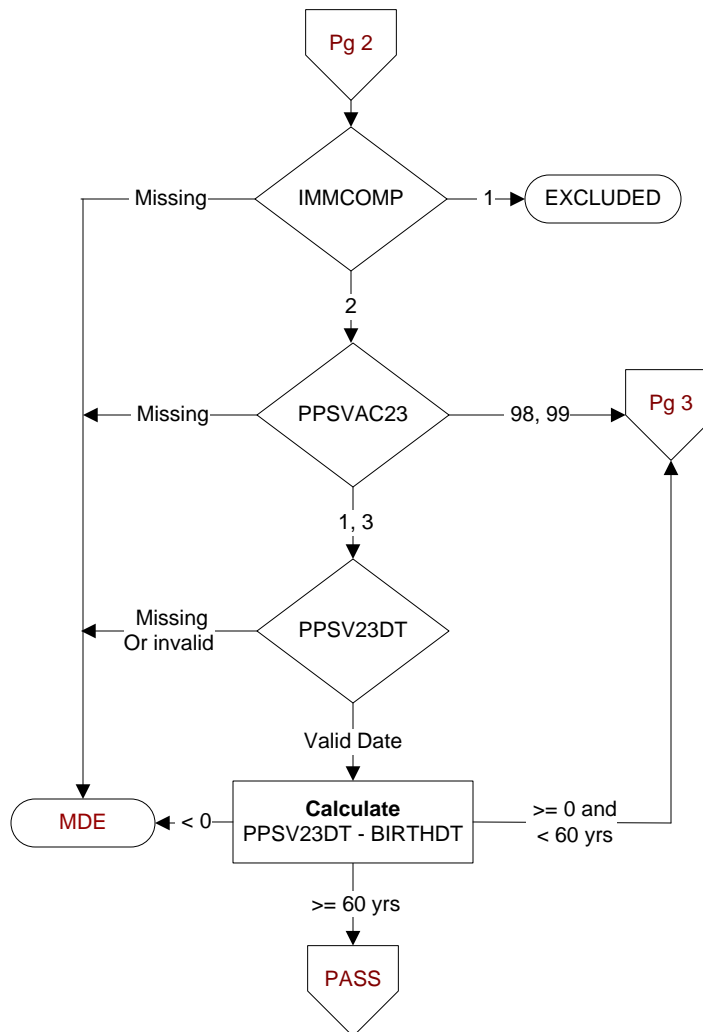 Pg 2
IMMCOMP
Missing
1
EXCLUDED
2
PPSVAC23
Missing
98, 99
Pg 3
1, 3
PPSV23DT
Missing
Or invalid
Valid Date
Calculate
PPSV23DT - BIRTHDT
MDE
< 0
>= 0 and
< 60 yrs
>= 60 yrs
PASS